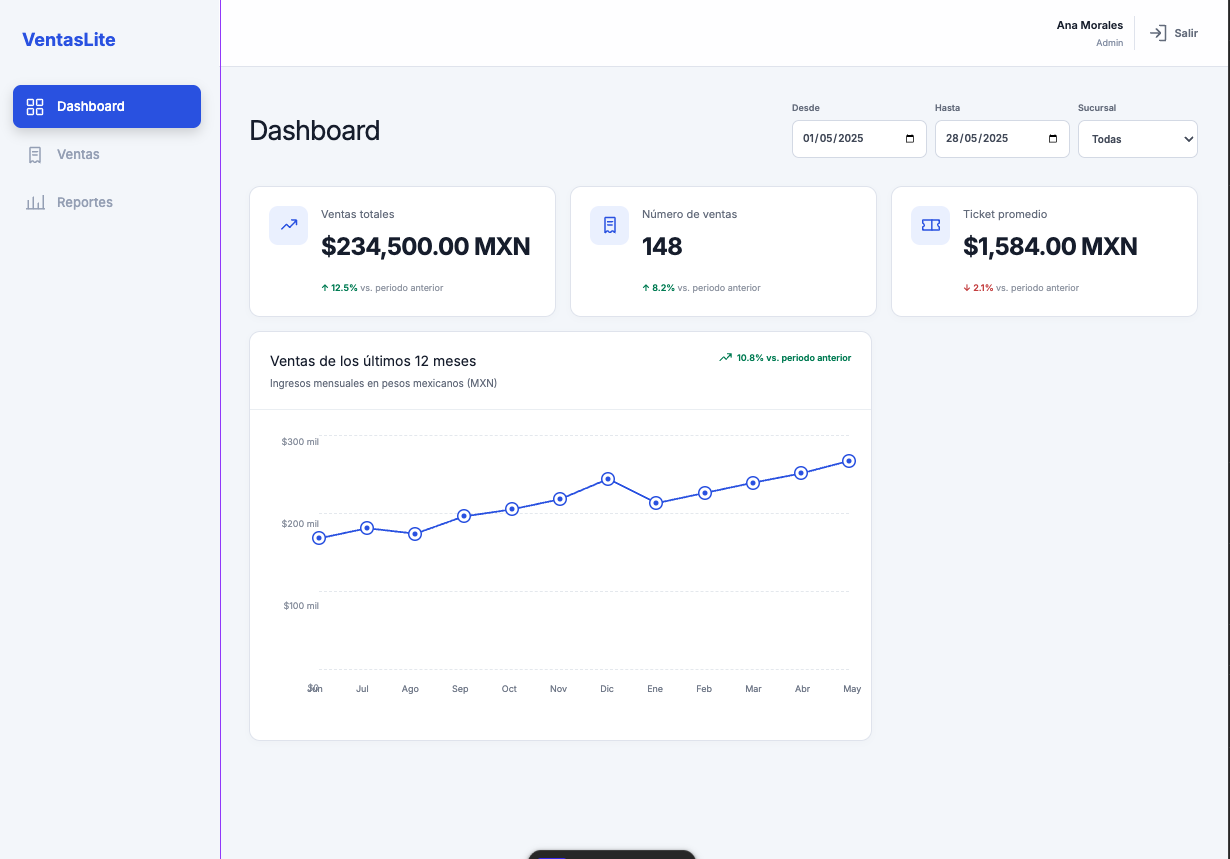 VentasLite
Ana Morales
Admin
Salir
Dashboard
Ventas
Reportes
Dashboard
Desde
Hasta
Sucursal
01/05/2025
28/05/2025
Todas
Ventas totales
$234,500.00 MXN
↑ 12.5% vs. periodo anterior
Número de ventas
148
↑ 8.2% vs. periodo anterior
Ticket promedio
$1,584.00 MXN
↓ 2.1% vs. periodo anterior
Ventas de los últimos 12 meses
10.8% vs. periodo anterior
Ingresos mensuales en pesos mexicanos (MXN)
$300 mil
$200 mil
$100 mil
$0
Jun Jul Ago Sep Oct Nov Dic Ene Feb Mar Abr May